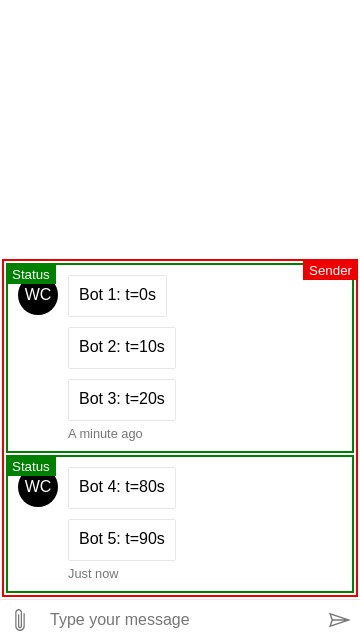 Sender
Status
WC
Bot 1: t=0s
Bot 2: t=10s
Bot 3: t=20s
A minute ago
Status
WC
Bot 4: t=80s
Bot 5: t=90s
Just now
Type your message